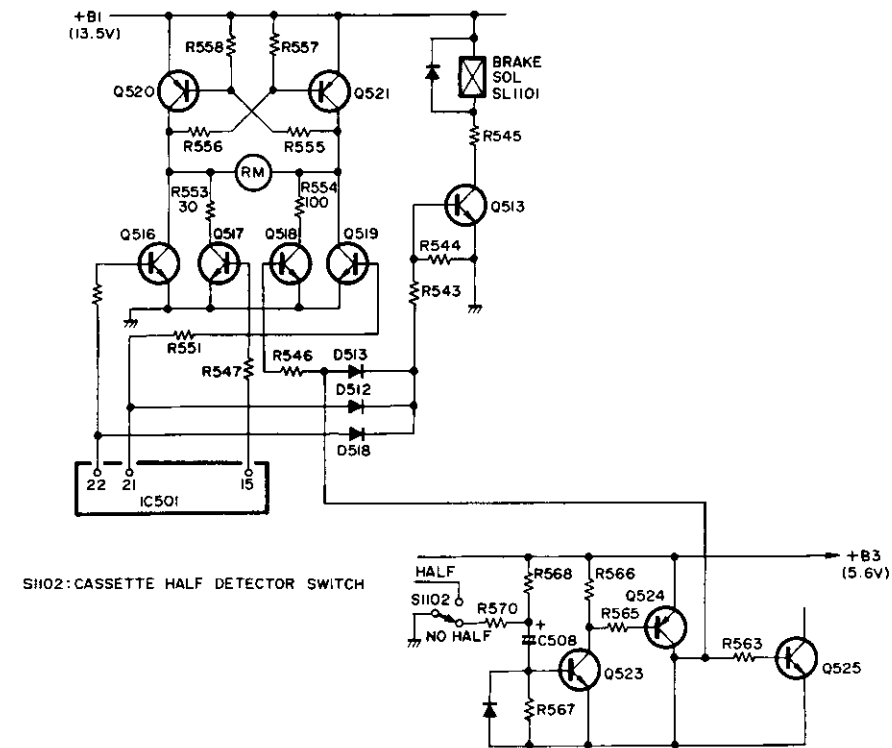 +B1
(13.5V)
R558
R557
BRAKE
SOL
SL1101
Q520
Q521
R545
R556
R555
RM
R553
30
R554
100
Q513
Q516
Q517
Q518
Q519
R544
R543
R551
R546
D513
R547
D512
D518
22
21
15
IC501
+B3
(5.6V)
S1102:CASSETTE HALF DETECTOR SWITCH
HALF
R568
R566
Q524
S1102
R570
+
R565
NO HALF
C508
R563
Q523
Q525
R567